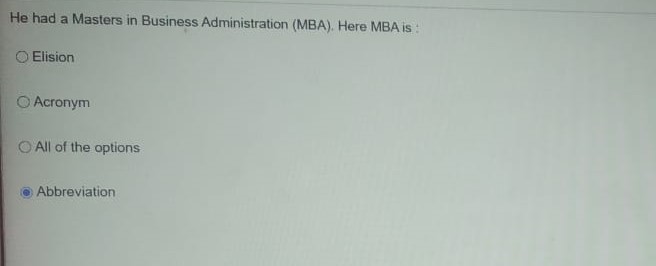 He had a Masters in Business Administration (MBA). Here MBA is :
Elision
Acronym
All of the options
Abbreviation